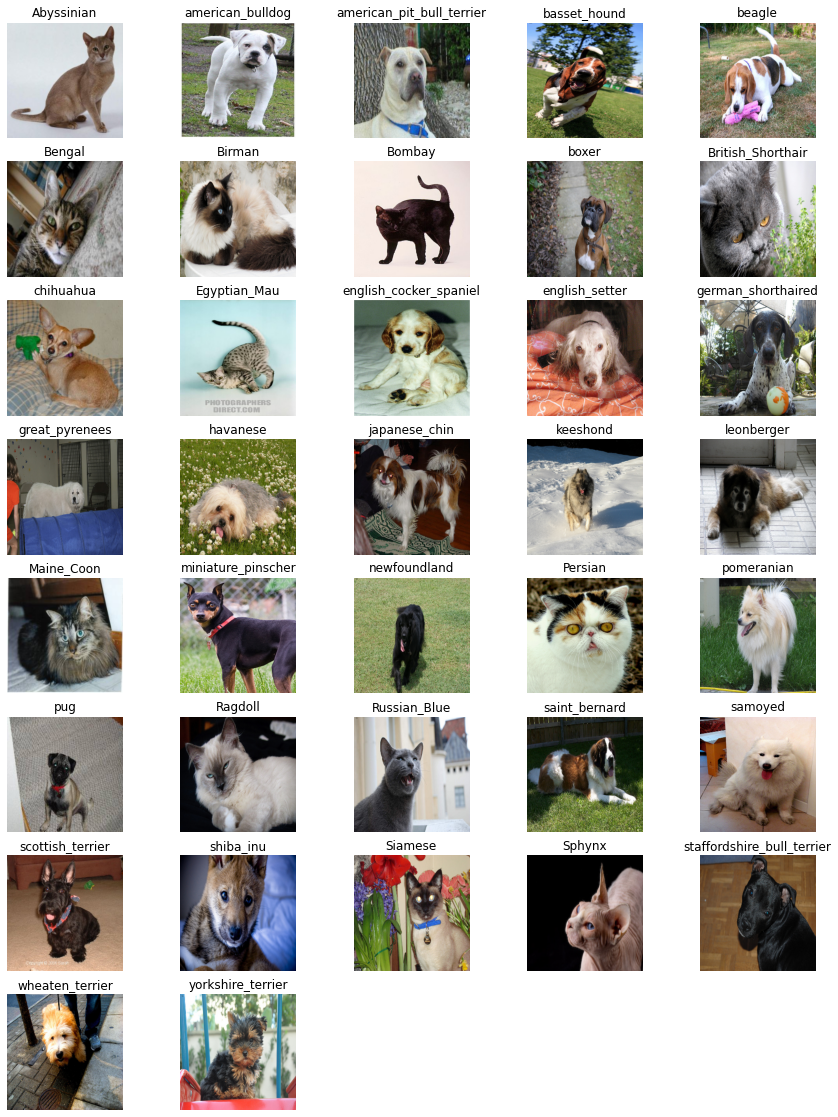 Abyssinian
american_bulldog
american_pit_bull_terrier
basset_hound
beagle
Bengal
Birman
Bombay
boxer
British_Shorthair
chihuahua
Egyptian_Mau
english_cocker_spaniel
english_setter
german_shorthaired
PHOTOGRAPHERS
DIRECT.COM
great_pyrenees
havanese
japanese_chin
keeshond
leonberger
Maine_Coon
miniature_pinscher
newfoundland
Persian
pomeranian
pug
Ragdoll
Russian_Blue
saint_bernard
samoyed
scottish_terrier
shiba_inu
Siamese
Sphynx
staffordshire_bull_terrier
wheaten_terrier
yorkshire_terrier